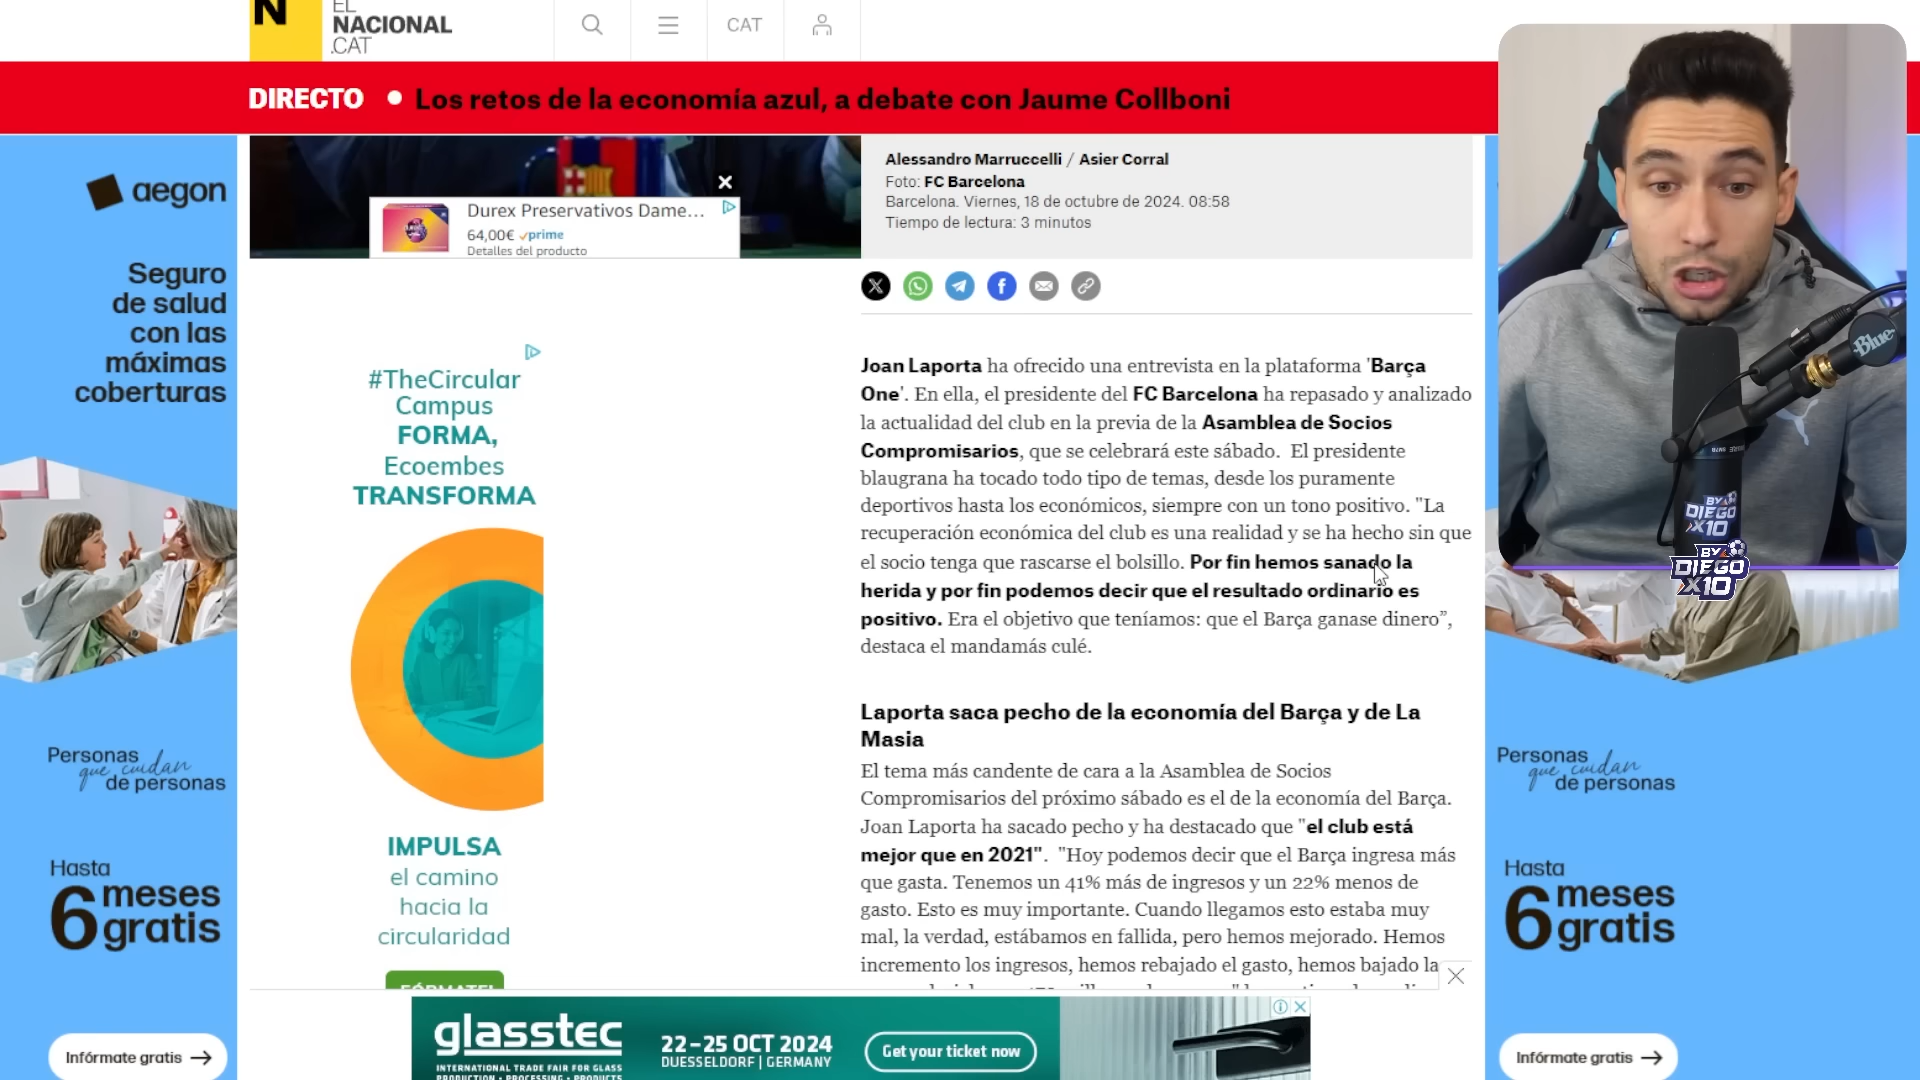 N
EL
NACIONAL
.CAT
CAT
DIRECTO • Los retos de la economía azul, a debate con Jaume Collboni
aegon
Seguro
de salud
con las
máximas
coberturas
Personas
que cuidan
de personas
Hasta
6 meses
gratis
Infórmate gratis →
Durex Preservativos Dame...
64,00€ ✓prime
Detalles del producto
Alessandro Marruccelli / Asier Corral
Foto: FC Barcelona
Barcelona. Viernes, 18 de octubre de 2024. 08:58
Tiempo de lectura: 3 minutos
#TheCircular
Campus
FORMA,
Ecoembes
TRANSFORMA
IMPULSA
el camino
hacia la
circularidad
Joan Laporta ha ofrecido una entrevista en la plataforma 'Barça
One'. En ella, el presidente del FC Barcelona ha repasado y analizado
la actualidad del club en la previa de la Asamblea de Socios
Compromisarios, que se celebrará este sábado. El presidente
blaugrana ha tocado todo tipo de temas, desde los puramente
deportivos hasta los económicos, siempre con un tono positivo. "La
recuperación económica del club es una realidad y se ha hecho sin que
el socio tenga que rascarse el bolsillo. Por fin hemos sanado la
herida y por fin podemos decir que el resultado ordinario es
positivo. Era el objetivo que teníamos: que el Barça ganase dinero”,
destaca el mandamás culé.
Laporta saca pecho de la economía del Barça y de La
Masia
El tema más candente de cara a la Asamblea de Socios
Compromisarios del próximo sábado es el de la economía del Barça.
Joan Laporta ha sacado pecho y ha destacado que "el club está
mejor que en 2021". "Hoy podemos decir que el Barça ingresa más
que gasta. Tenemos un 41% más de ingresos y un 22% menos de
gasto. Esto es muy importante. Cuando llegamos esto estaba muy
mal, la verdad, estábamos en fallida, pero hemos mejorado. Hemos
incremento los ingresos, hemos rebajado el gasto, hemos bajado la
glasstec
INTERNATIONAL TRADE FAIR FOR GLASS
PRODUCTION • PROCESSING • PRODUCTS
22–25 OCT 2024
DUESSELDORF | GERMANY
Get your ticket now
Blue
BY
DIEGO
X10
BY
DIEGO
X10
Personas
que cuidan
de personas
Hasta
6 meses
gratis
Infórmate gratis →